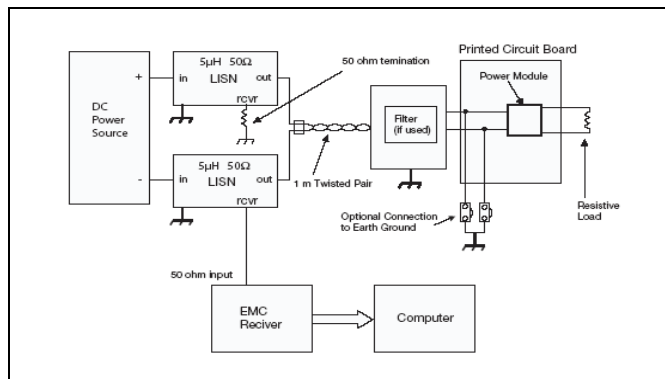 5µH 50Ω
in LISN out
rcvr
50 ohm temination
Printed Circuit Board
Power Module
+
DC
Power
Source
-
Filter
(if used)
5µH 50Ω
in LISN out
rcvr
1 m Twisted Pair
Optional Connection
to Earth Ground
Resistive
Load
50 ohm input
EMC
Reciver
Computer